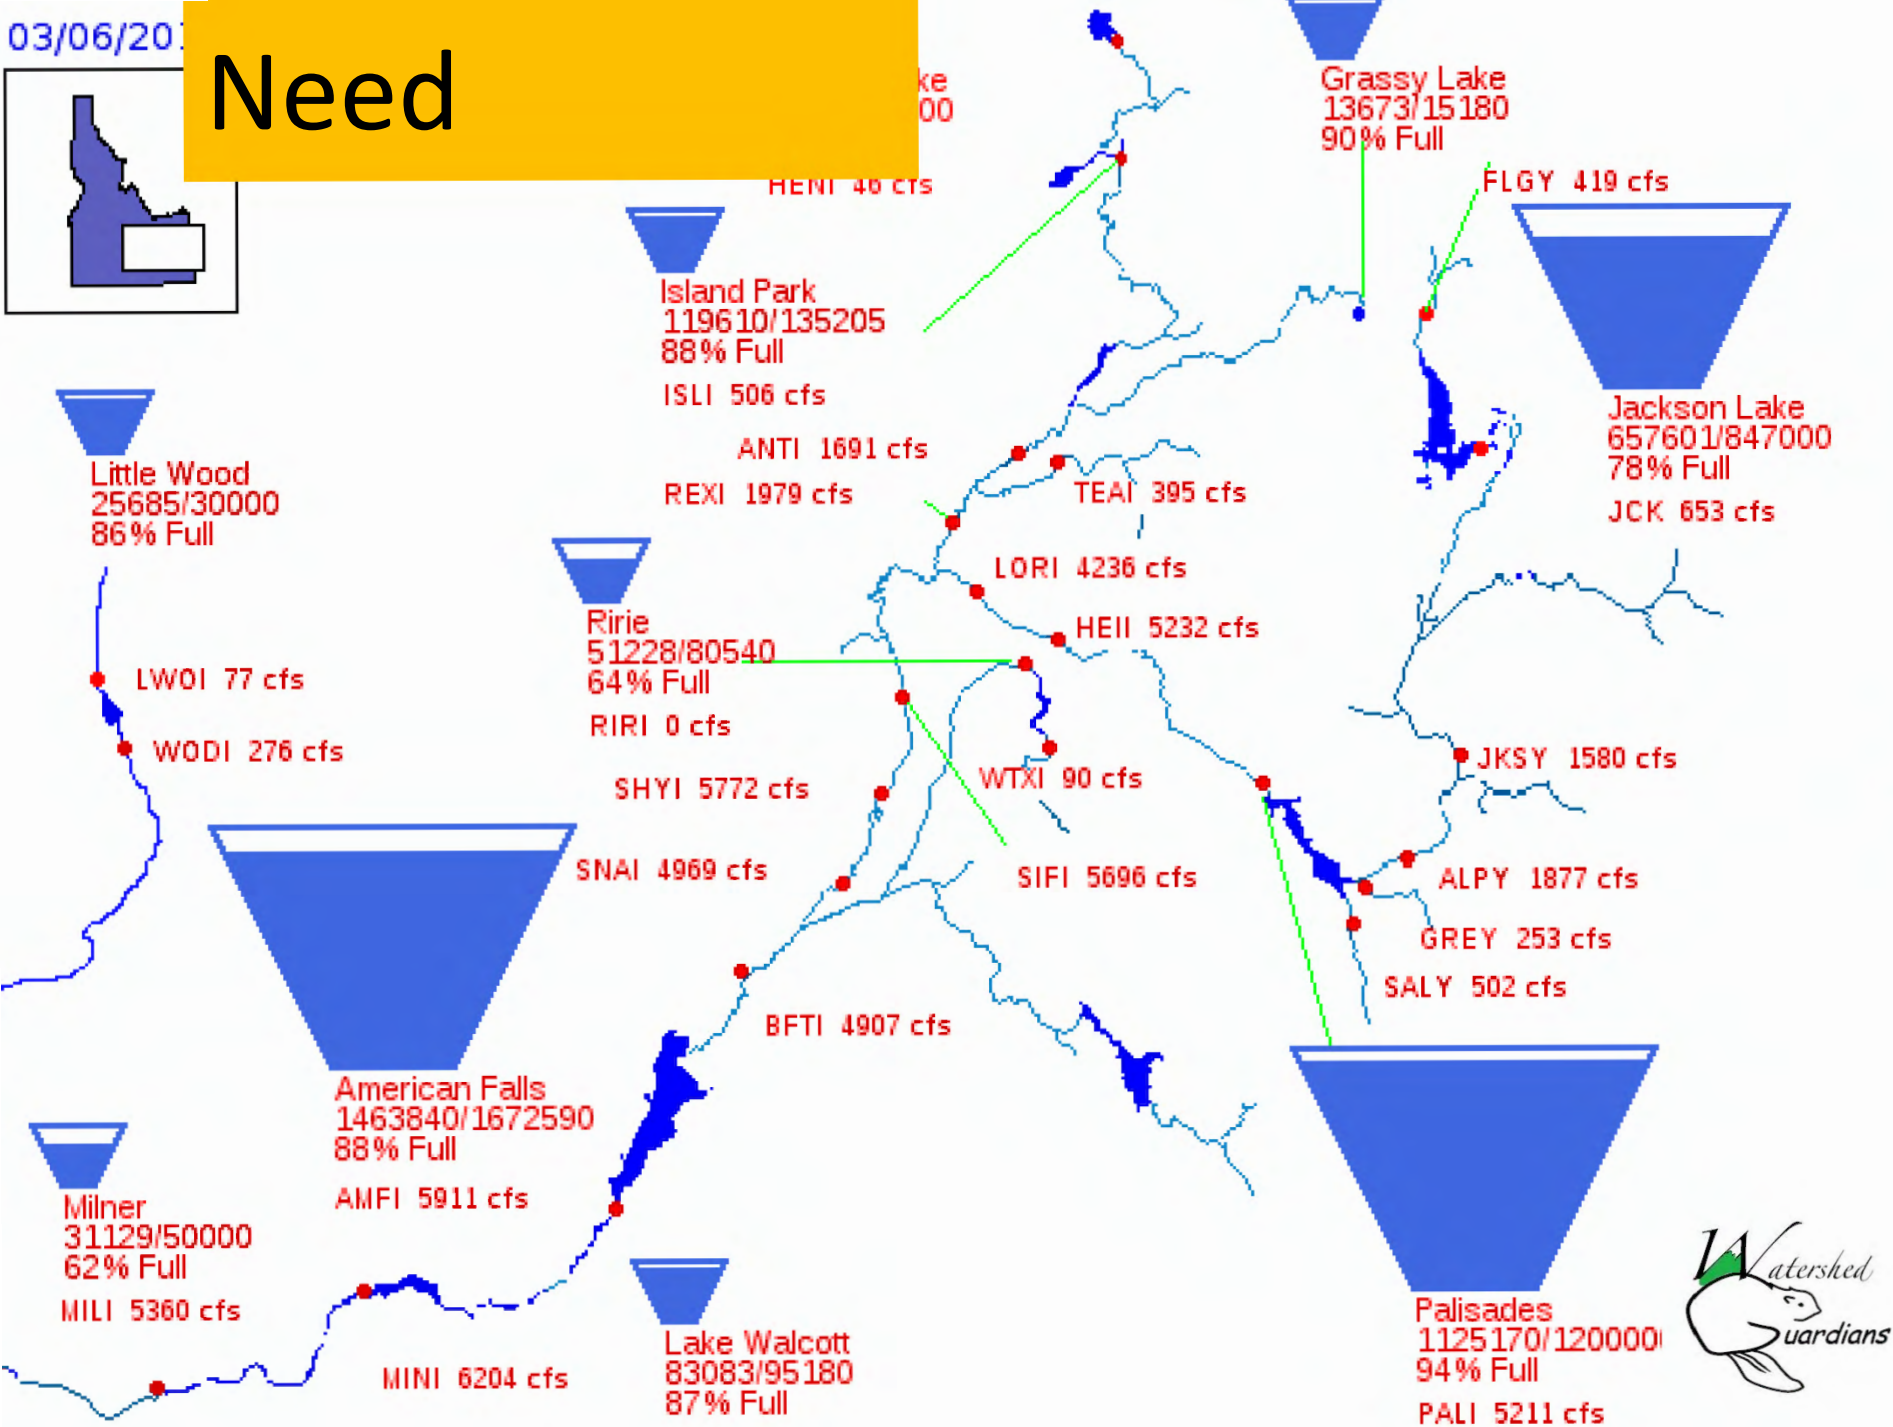 03/06/20
Need
ke
00
HENI 46 cfs
Grassy Lake
13673/15180
90% Full
FLGY 419 cfs
Island Park
119610/135205
88% Full
ISLI 506 cfs
Jackson Lake
657601/847000
78% Full
JCK 653 cfs
Little Wood
25685/30000
86% Full
ANTI 1691 cfs
REXI 1979 cfs
TEAI 395 cfs
LORI 4236 cfs
HEII 5232 cfs
Ririe
51228/80540
64% Full
RIRI 0 cfs
LWOI 77 cfs
WODI 276 cfs
SHYI 5772 cfs
WTXI 90 cfs
JKSY 1580 cfs
SNAI 4969 cfs
SIFI 5696 cfs
ALPY 1877 cfs
GREY 253 cfs
SALY 502 cfs
BFTI 4907 cfs
American Falls
1463840/1672590
88% Full
AMFI 5911 cfs
Milner
31129/50000
62% Full
MILI 5360 cfs
MINI 6204 cfs
Lake Walcott
83083/95180
87% Full
Palisades
1125170/120000
94% Full
PALI 5211 cfs
Watershed
Guardians